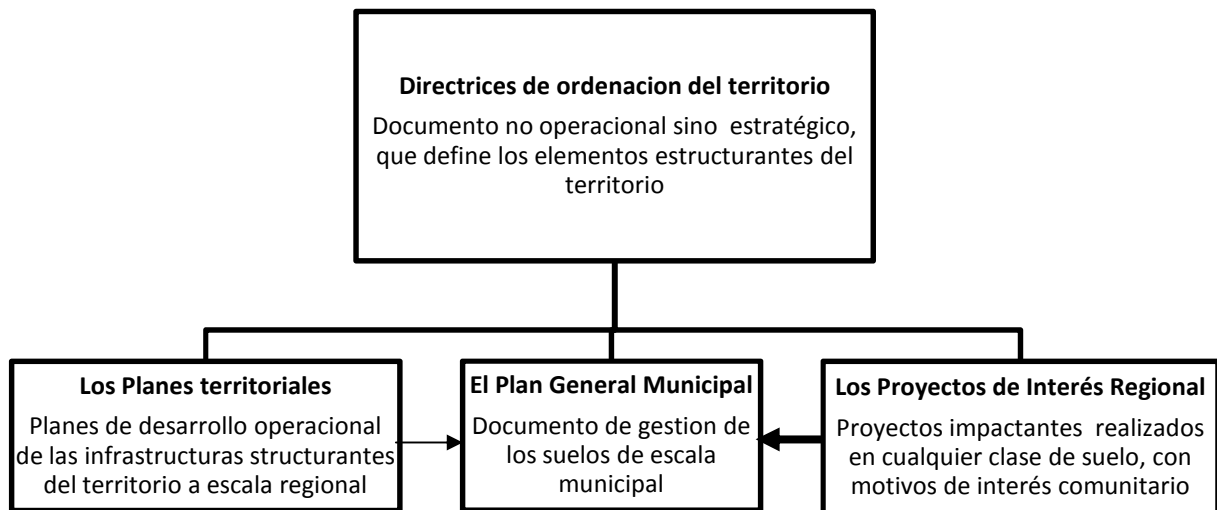 Directrices de ordenacion del territorio
Documento no operacional sino estratégico,
que define los elementos estructurantes del
territorio
Los Planes territoriales
Planes de desarrollo operacional
de las infrastructuras structurantes
del territorio a escala regional
El Plan General Municipal
Documento de gestion de
los suelos de escala
municipal
Los Proyectos de Interés Regional
Proyectos impactantes realizados
en cualquier clase de suelo, con
motivos de interés comunitario